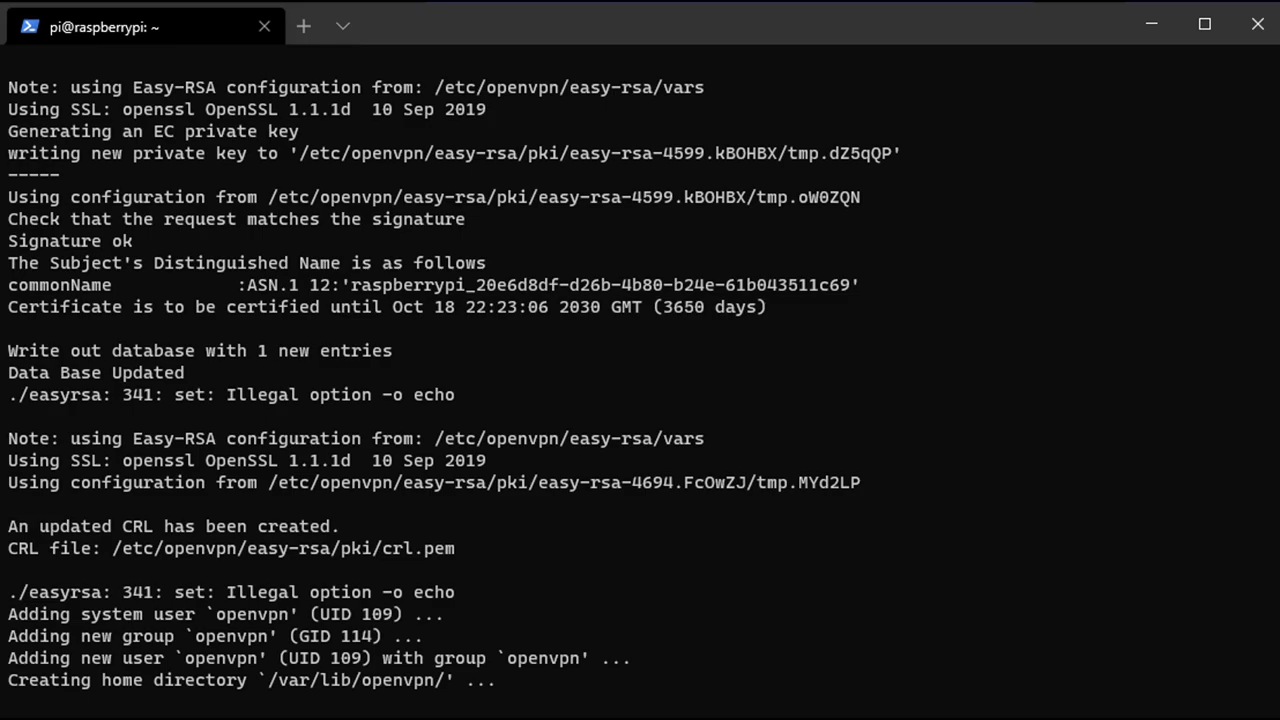 pi@raspberrypi: ~
Note: using Easy-RSA configuration from: /etc/openvpn/easy-rsa/vars
Using SSL: openssl OpenSSL 1.1.1d  10 Sep 2019
Generating an EC private key
writing new private key to '/etc/openvpn/easy-rsa/pki/easy-rsa-4599.kBOHBX/tmp.dZ5qQP'
-----
Using configuration from /etc/openvpn/easy-rsa/pki/easy-rsa-4599.kBOHBX/tmp.oW0ZQN
Check that the request matches the signature
Signature ok
The Subject's Distinguished Name is as follows
commonName            :ASN.1 12:'raspberrypi_20e6d8df-d26b-4b80-b24e-61b043511c69'
Certificate is to be certified until Oct 18 22:23:06 2030 GMT (3650 days)
Write out database with 1 new entries
Data Base Updated
./easyrsa: 341: set: Illegal option -o echo
Note: using Easy-RSA configuration from: /etc/openvpn/easy-rsa/vars
Using SSL: openssl OpenSSL 1.1.1d  10 Sep 2019
Using configuration from /etc/openvpn/easy-rsa/pki/easy-rsa-4694.FcOwZJ/tmp.MYd2LP
An updated CRL has been created.
CRL file: /etc/openvpn/easy-rsa/pki/crl.pem
./easyrsa: 341: set: Illegal option -o echo
Adding system user `openvpn' (UID 109) ...
Adding new group `openvpn' (GID 114) ...
Adding new user `openvpn' (UID 109) with group `openvpn' ...
Creating home directory `/var/lib/openvpn/' ...